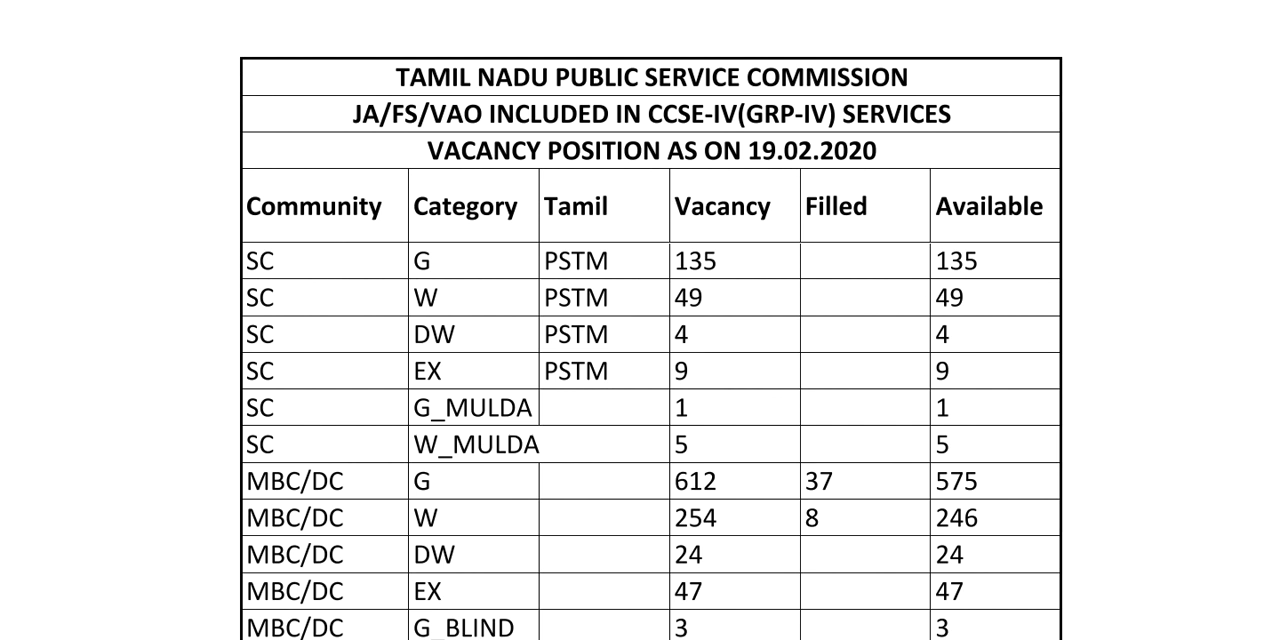 TAMIL NADU PUBLIC SERVICE COMMISSION
JA/FS/VAO INCLUDED IN CCSE-IV(GRP-IV) SERVICES
VACANCY POSITION AS ON 19.02.2020
Community Category Tamil Vacancy Filled Available
SC G PSTM 135 135
SC W PSTM 49 49
SC DW PSTM 4 4
SC EX PSTM 9 9
SC G_MULDA 1 1
SC W_MULDA 5 5
MBC/DC G 612 37 575
MBC/DC W 254 8 246
MBC/DC DW 24 24
MBC/DC EX 47 47
MBC/DC G_BLIND 3 3